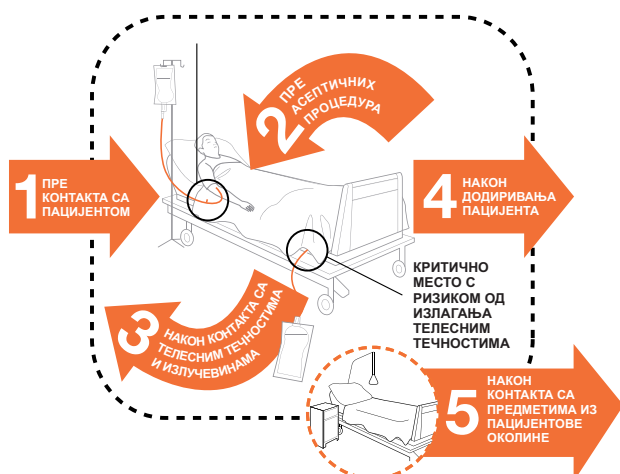 1
ПРЕ
КОНТАКТА СА
ПАЦИЈЕНТОМ
2
ПРЕ
АСЕПТИЧНИХ
ПРОЦЕДУРА
3
НАКОН КОНТАКТА СА
ТЕЛЕСНИМ ТЕЧНОСТИМА
И ИЗЛУЧЕВИНАМА
4
НАКОН
ДОДИРИВАЊА
ПАЦИЈЕНТА
КРИТИЧНО
МЕСТО С
РИЗИКОМ ОД
ИЗЛАГАЊА
ТЕЛЕСНИМ
ТЕЧНОСТИМА
5
НАКОН
КОНТАКТА СА
ПРЕДМЕТИМА ИЗ
ПАЦИЈЕНТОВЕ
ОКОЛИНЕ